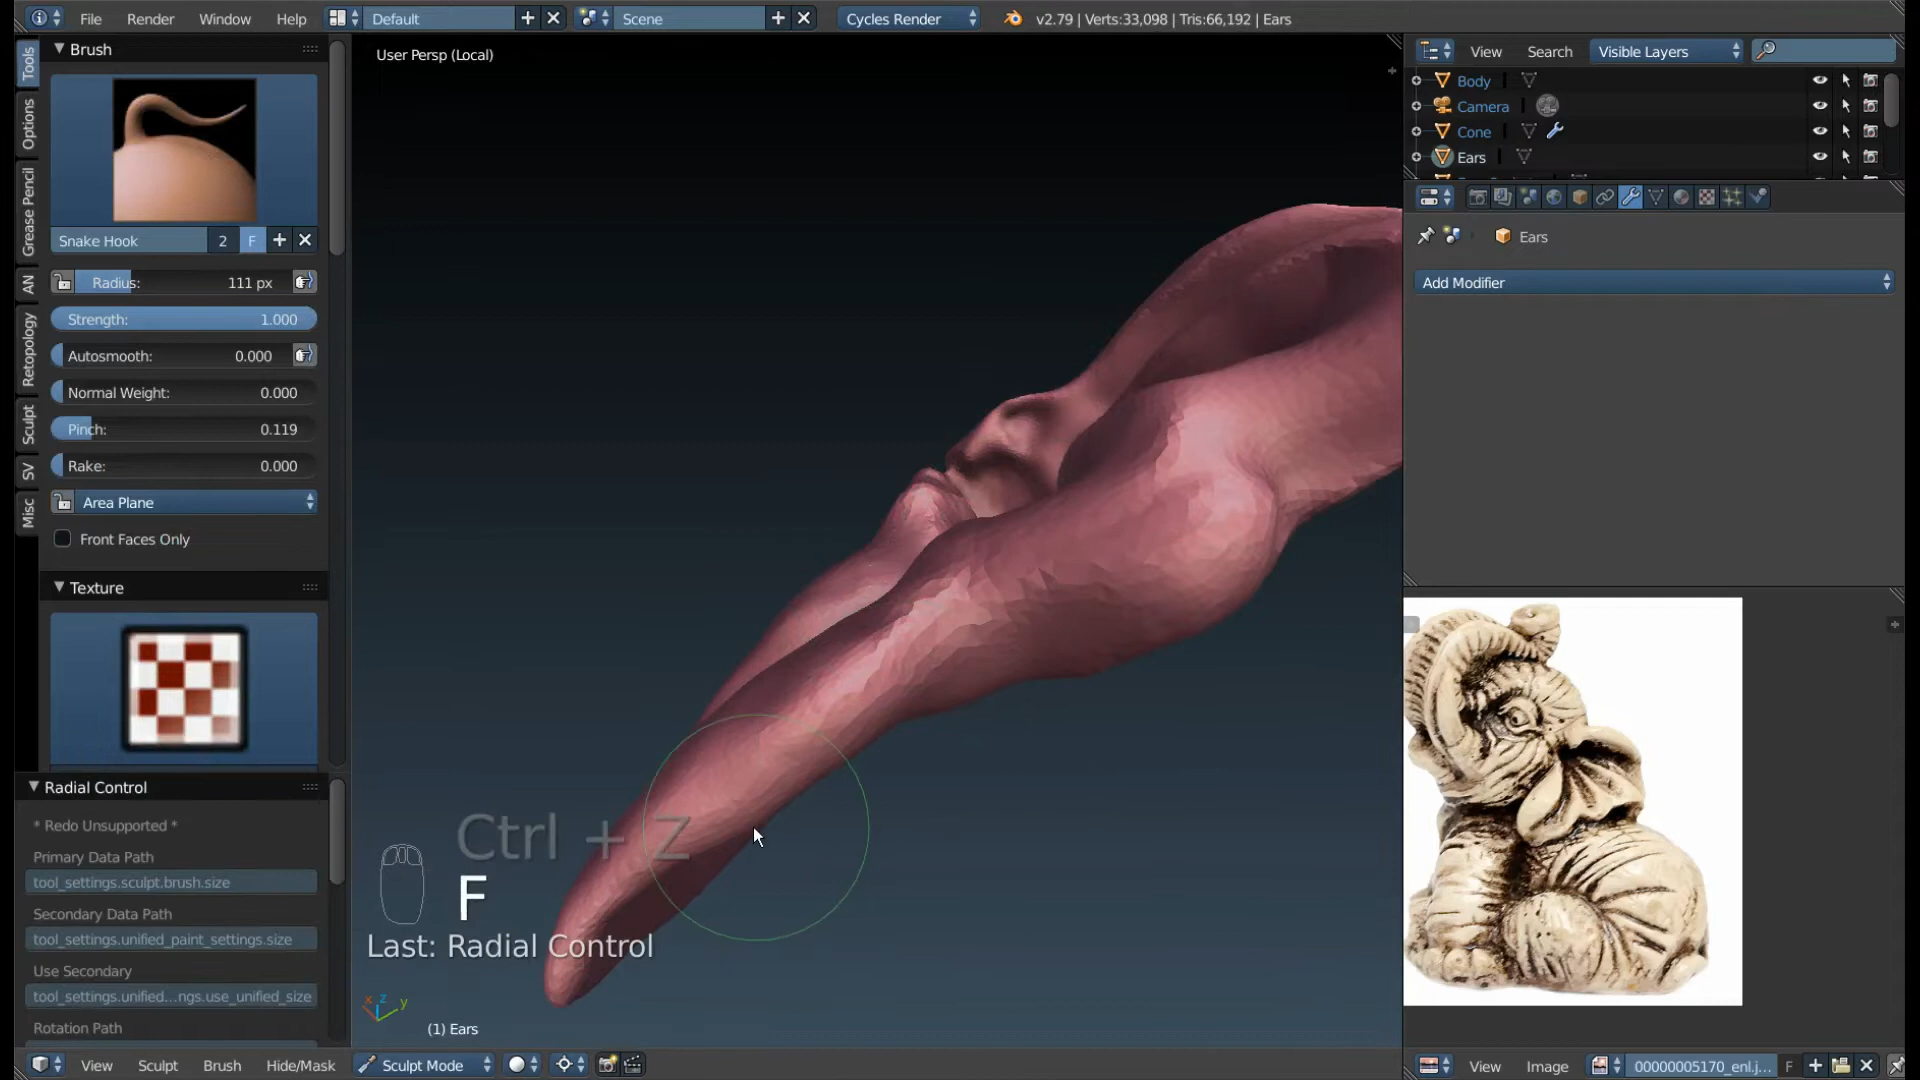 File Render Window Help Default Scene Cycles Render v2.79 | Verts:33,098 | Tris:66,192 | Ears
Tools
Options
Grease Pencil
AN
Retopology
Sculpt
SV
Misc
Brush
Snake Hook 2 F
Radius: 111 px
Strength: 1.000
Autosmooth: 0.000
Normal Weight: 0.000
Pinch: 0.119
Rake: 0.000
Area Plane
Front Faces Only
Texture
Radial Control
* Redo Unsupported *
Primary Data Path
tool_settings.sculpt.brush.size
Secondary Data Path
tool_settings.unified_paint_settings.size
Use Secondary
tool_settings.unified...ngs.use_unified_size
Rotation Path
User Persp (Local)
Ctrl + Z
F
Last: Radial Control
x z y
(1) Ears
View Sculpt Brush Hide/Mask Sculpt Mode
View Search Visible Layers
Body
Camera
Cone
Ears
Ears
Add Modifier
View Image 00000005170_enl.j... F